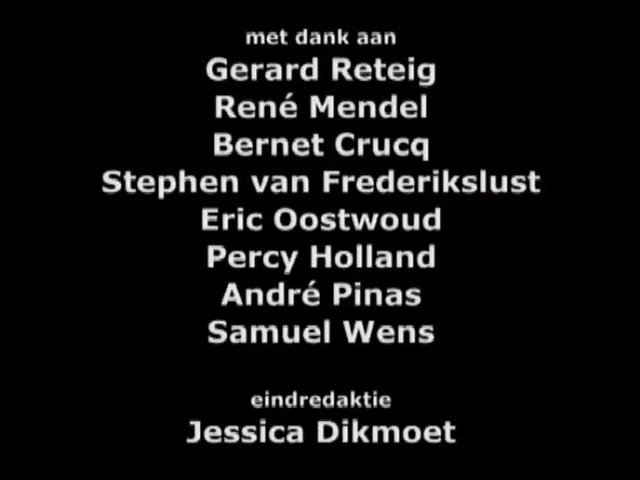 met dank aan
Gerard Reteig
René Mendel
Bernet Crucq
Stephen van Frederikslust
Eric Oostwoud
Percy Holland
André Pinas
Samuel Wens
eindredaktie
Jessica Dikmoet